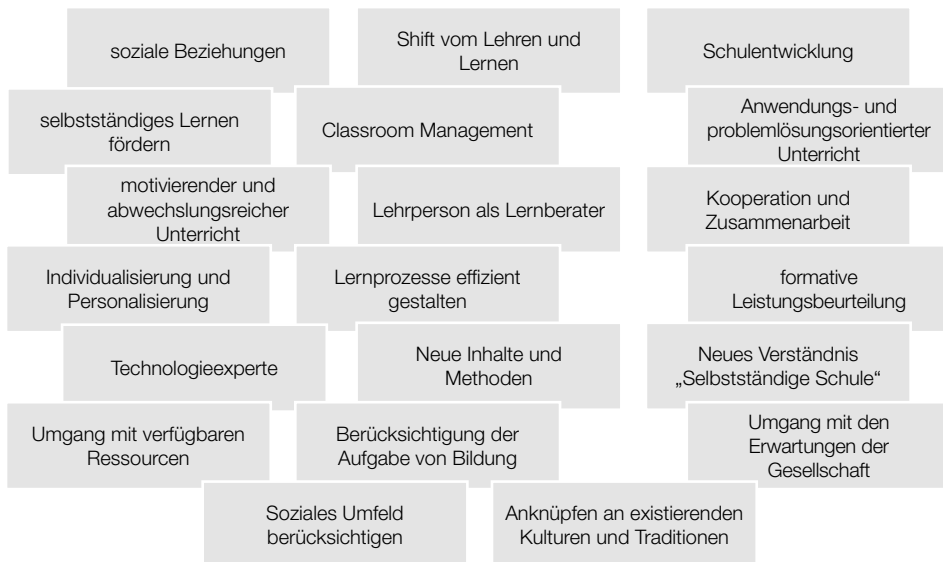 soziale Beziehungen
Shift vom Lehren und
Lernen
Schulentwicklung
selbstständiges Lernen
fördern
Classroom Management
Anwendungs- und
problemlösungsorientierter
Unterricht
motivierender und
abwechslungsreicher
Unterricht
Lehrperson als Lernberater
Kooperation und
Zusammenarbeit
Individualisierung und
Personalisierung
Lernprozesse effizient
gestalten
formative
Leistungsbeurteilung
Technologieexperte
Neue Inhalte und
Methoden
Neues Verständnis
„Selbstständige Schule“
Umgang mit verfügbaren
Ressourcen
Berücksichtigung der
Aufgabe von Bildung
Umgang mit den
Erwartungen der
Gesellschaft
Soziales Umfeld
berücksichtigen
Anknüpfen an existierenden
Kulturen und Traditionen